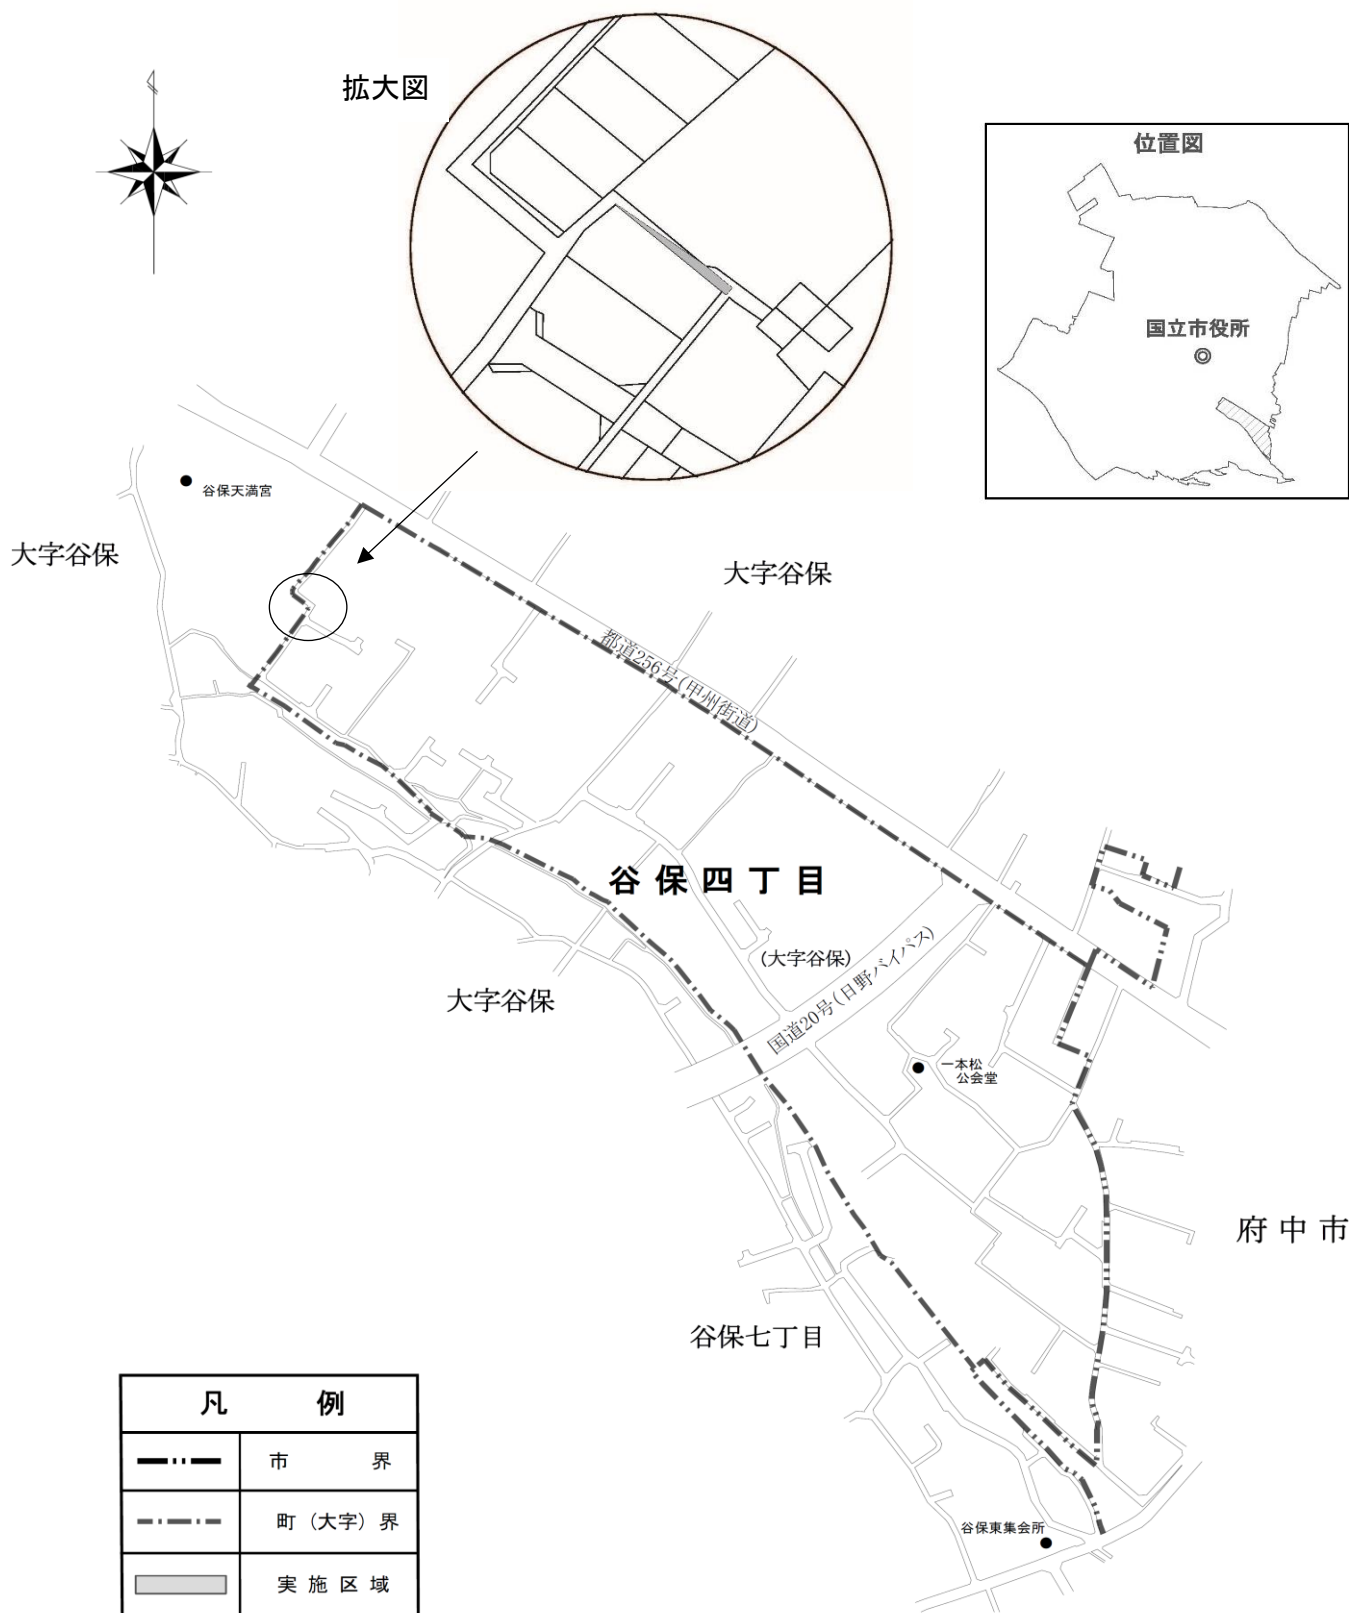 拡大図
位置図
国立市役所
谷保天満宮
大字谷保
大字谷保
都道256号(甲州街道)
谷保四丁目
(大字谷保)
大字谷保
国道20号(日野バイパス)
一本松
公会堂
府中市
谷保七丁目
谷保東集会所
凡例
市界
町(大字)界
実施区域